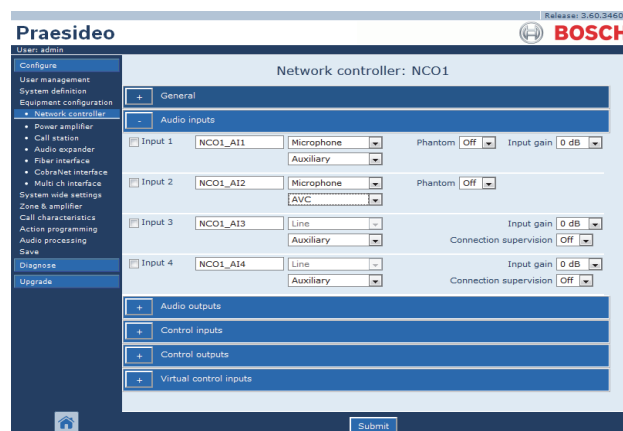 Release: 3.60.3460
Praesideo
BOSCH
User: admin
Configure
User management
System definition
Equipment configuration
• Network controller
• Power amplifier
• Call station
• Audio expander
• Fiber interface
• CobraNet interface
• Multi ch interface
System wide settings
Zone & amplifier
Call characteristics
Action programming
Audio processing
Save
Diagnose
Upgrade
Network controller: NCO1
+ General
- Audio inputs
Input 1 NCO1_AI1 Microphone Phantom Off Input gain 0 dB
Auxiliary
Input 2 NCO1_AI2 Microphone Phantom Off
AVC
Input 3 NCO1_AI3 Line Input gain 0 dB
Auxiliary Connection supervision Off
Input 4 NCO1_AI4 Line Input gain 0 dB
Auxiliary Connection supervision Off
+ Audio outputs
+ Control inputs
+ Control outputs
+ Virtual control inputs
Submit